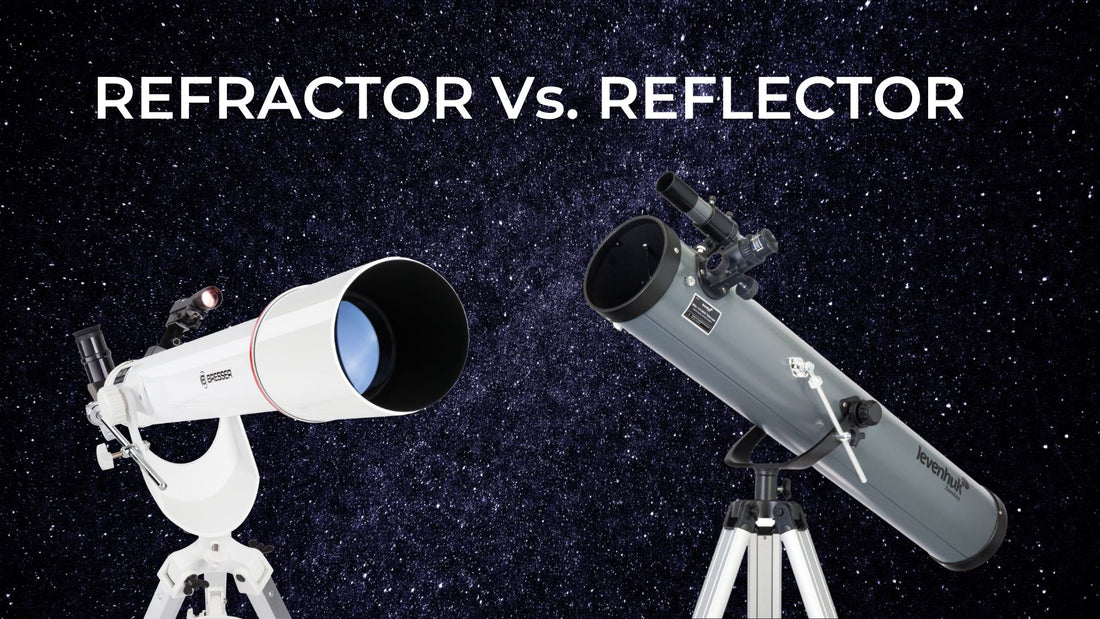 REFRACTOR Vs. REFLECTOR
BRESSER
levenhuk